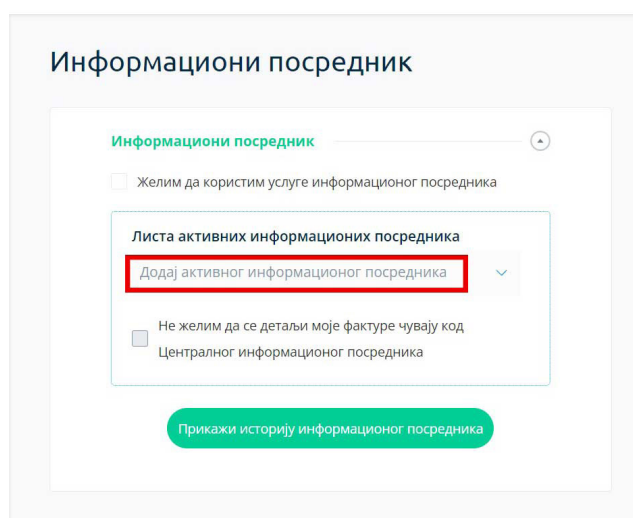 Информациони посредник
Информациони посредник
Желим да користим услуге информационог посредника
Листа активних информационих посредника
Додај активног информационог посредника
Не желим да се детаљи моје фактуре чувају код
Централног информационог посредника
Прикажи историју информационог посредника